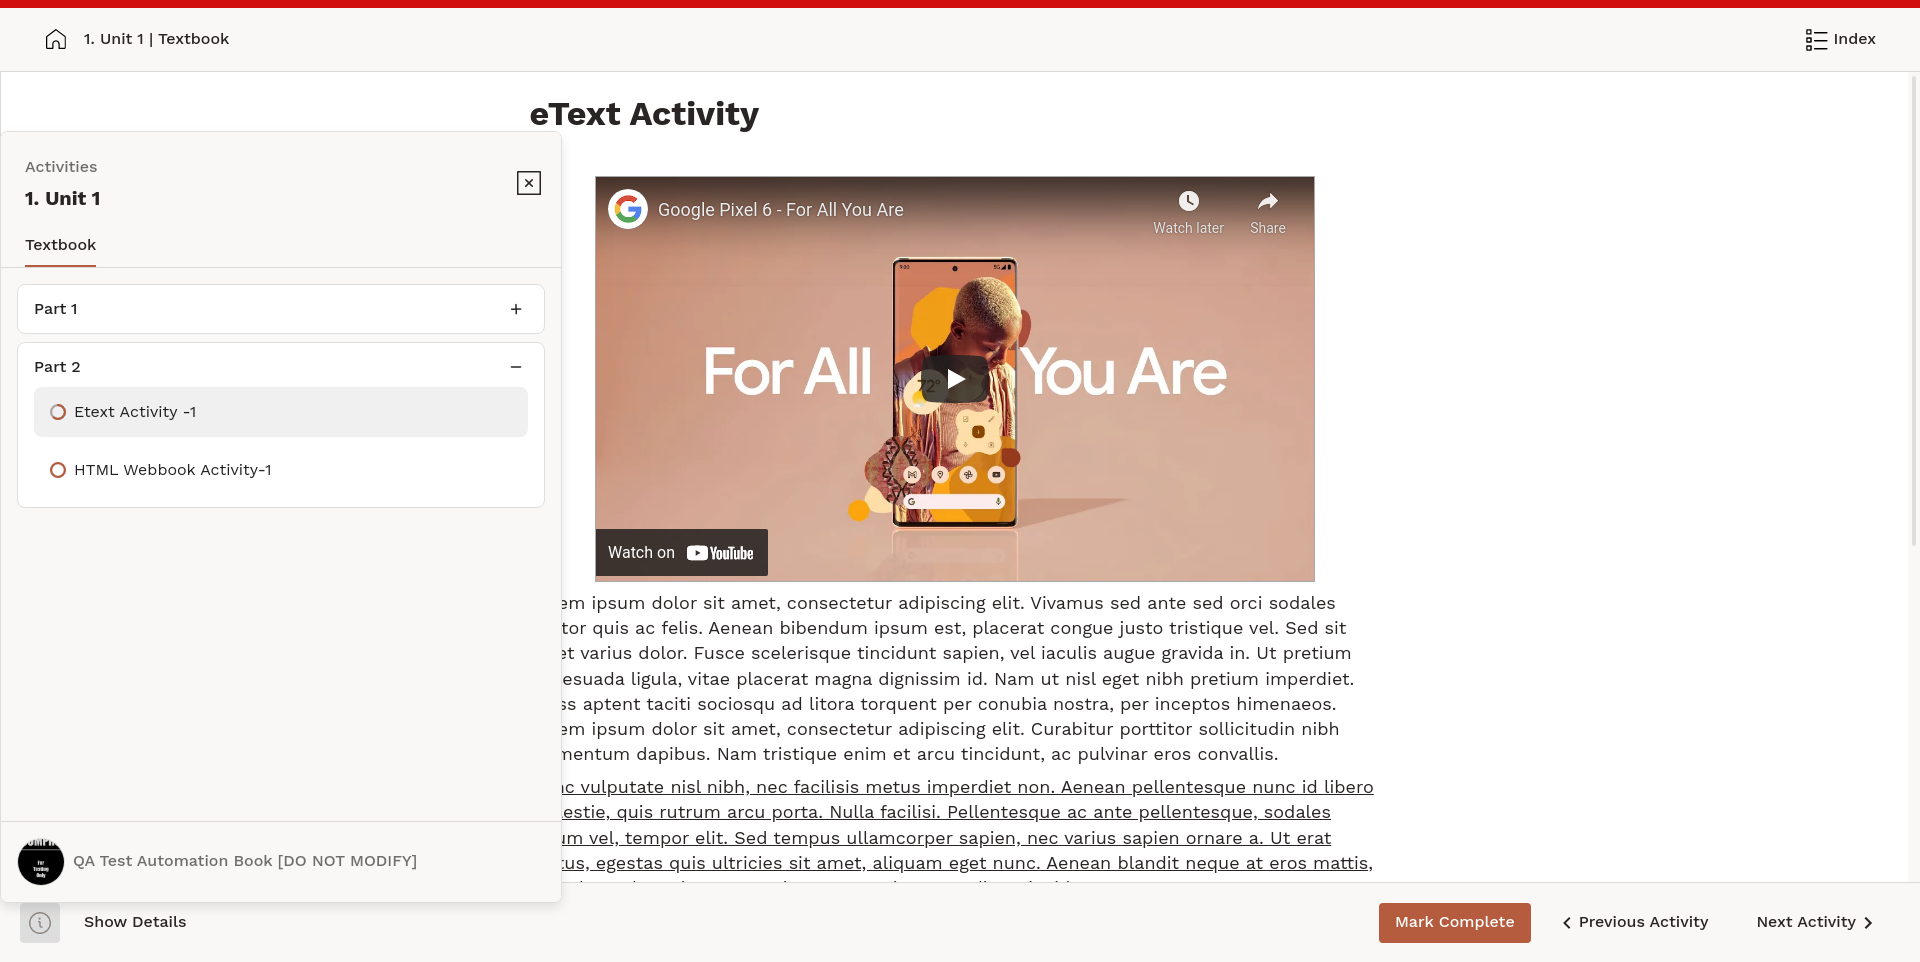 1. Unit 1 | Textbook
Index
eText Activity
Activities
1. Unit 1
Textbook
Part 1
Part 2
Etext Activity -1
HTML Webbook Activity-1
QA Test Automation Book [DO NOT MODIFY]
Google Pixel 6 - For All You Are
Watch later
Share
9:00
5G
For All You Are
72°
Watch on YouTube
em ipsum dolor sit amet, consectetur adipiscing elit. Vivamus sed ante sed orci sodales
tor quis ac felis. Aenean bibendum ipsum est, placerat congue justo tristique vel. Sed sit
et varius dolor. Fusce scelerisque tincidunt sapien, vel iaculis augue gravida in. Ut pretium
esuada ligula, vitae placerat magna dignissim id. Nam ut nisl eget nibh pretium imperdiet.
ss aptent taciti sociosqu ad litora torquent per conubia nostra, per inceptos himenaeos.
em ipsum dolor sit amet, consectetur adipiscing elit. Curabitur porttitor sollicitudin nibh
mentum dapibus. Nam tristique enim et arcu tincidunt, ac pulvinar eros convallis.
nc vulputate nisl nibh, nec facilisis metus imperdiet non. Aenean pellentesque nunc id libero
lestie, quis rutrum arcu porta. Nulla facilisi. Pellentesque ac ante pellentesque, sodales
um vel, tempor elit. Sed tempus ullamcorper sapien, nec varius sapien ornare a. Ut erat
tus, egestas quis ultricies sit amet, aliquam eget nunc. Aenean blandit neque at eros mattis,
Show Details
Mark Complete
Previous Activity
Next Activity